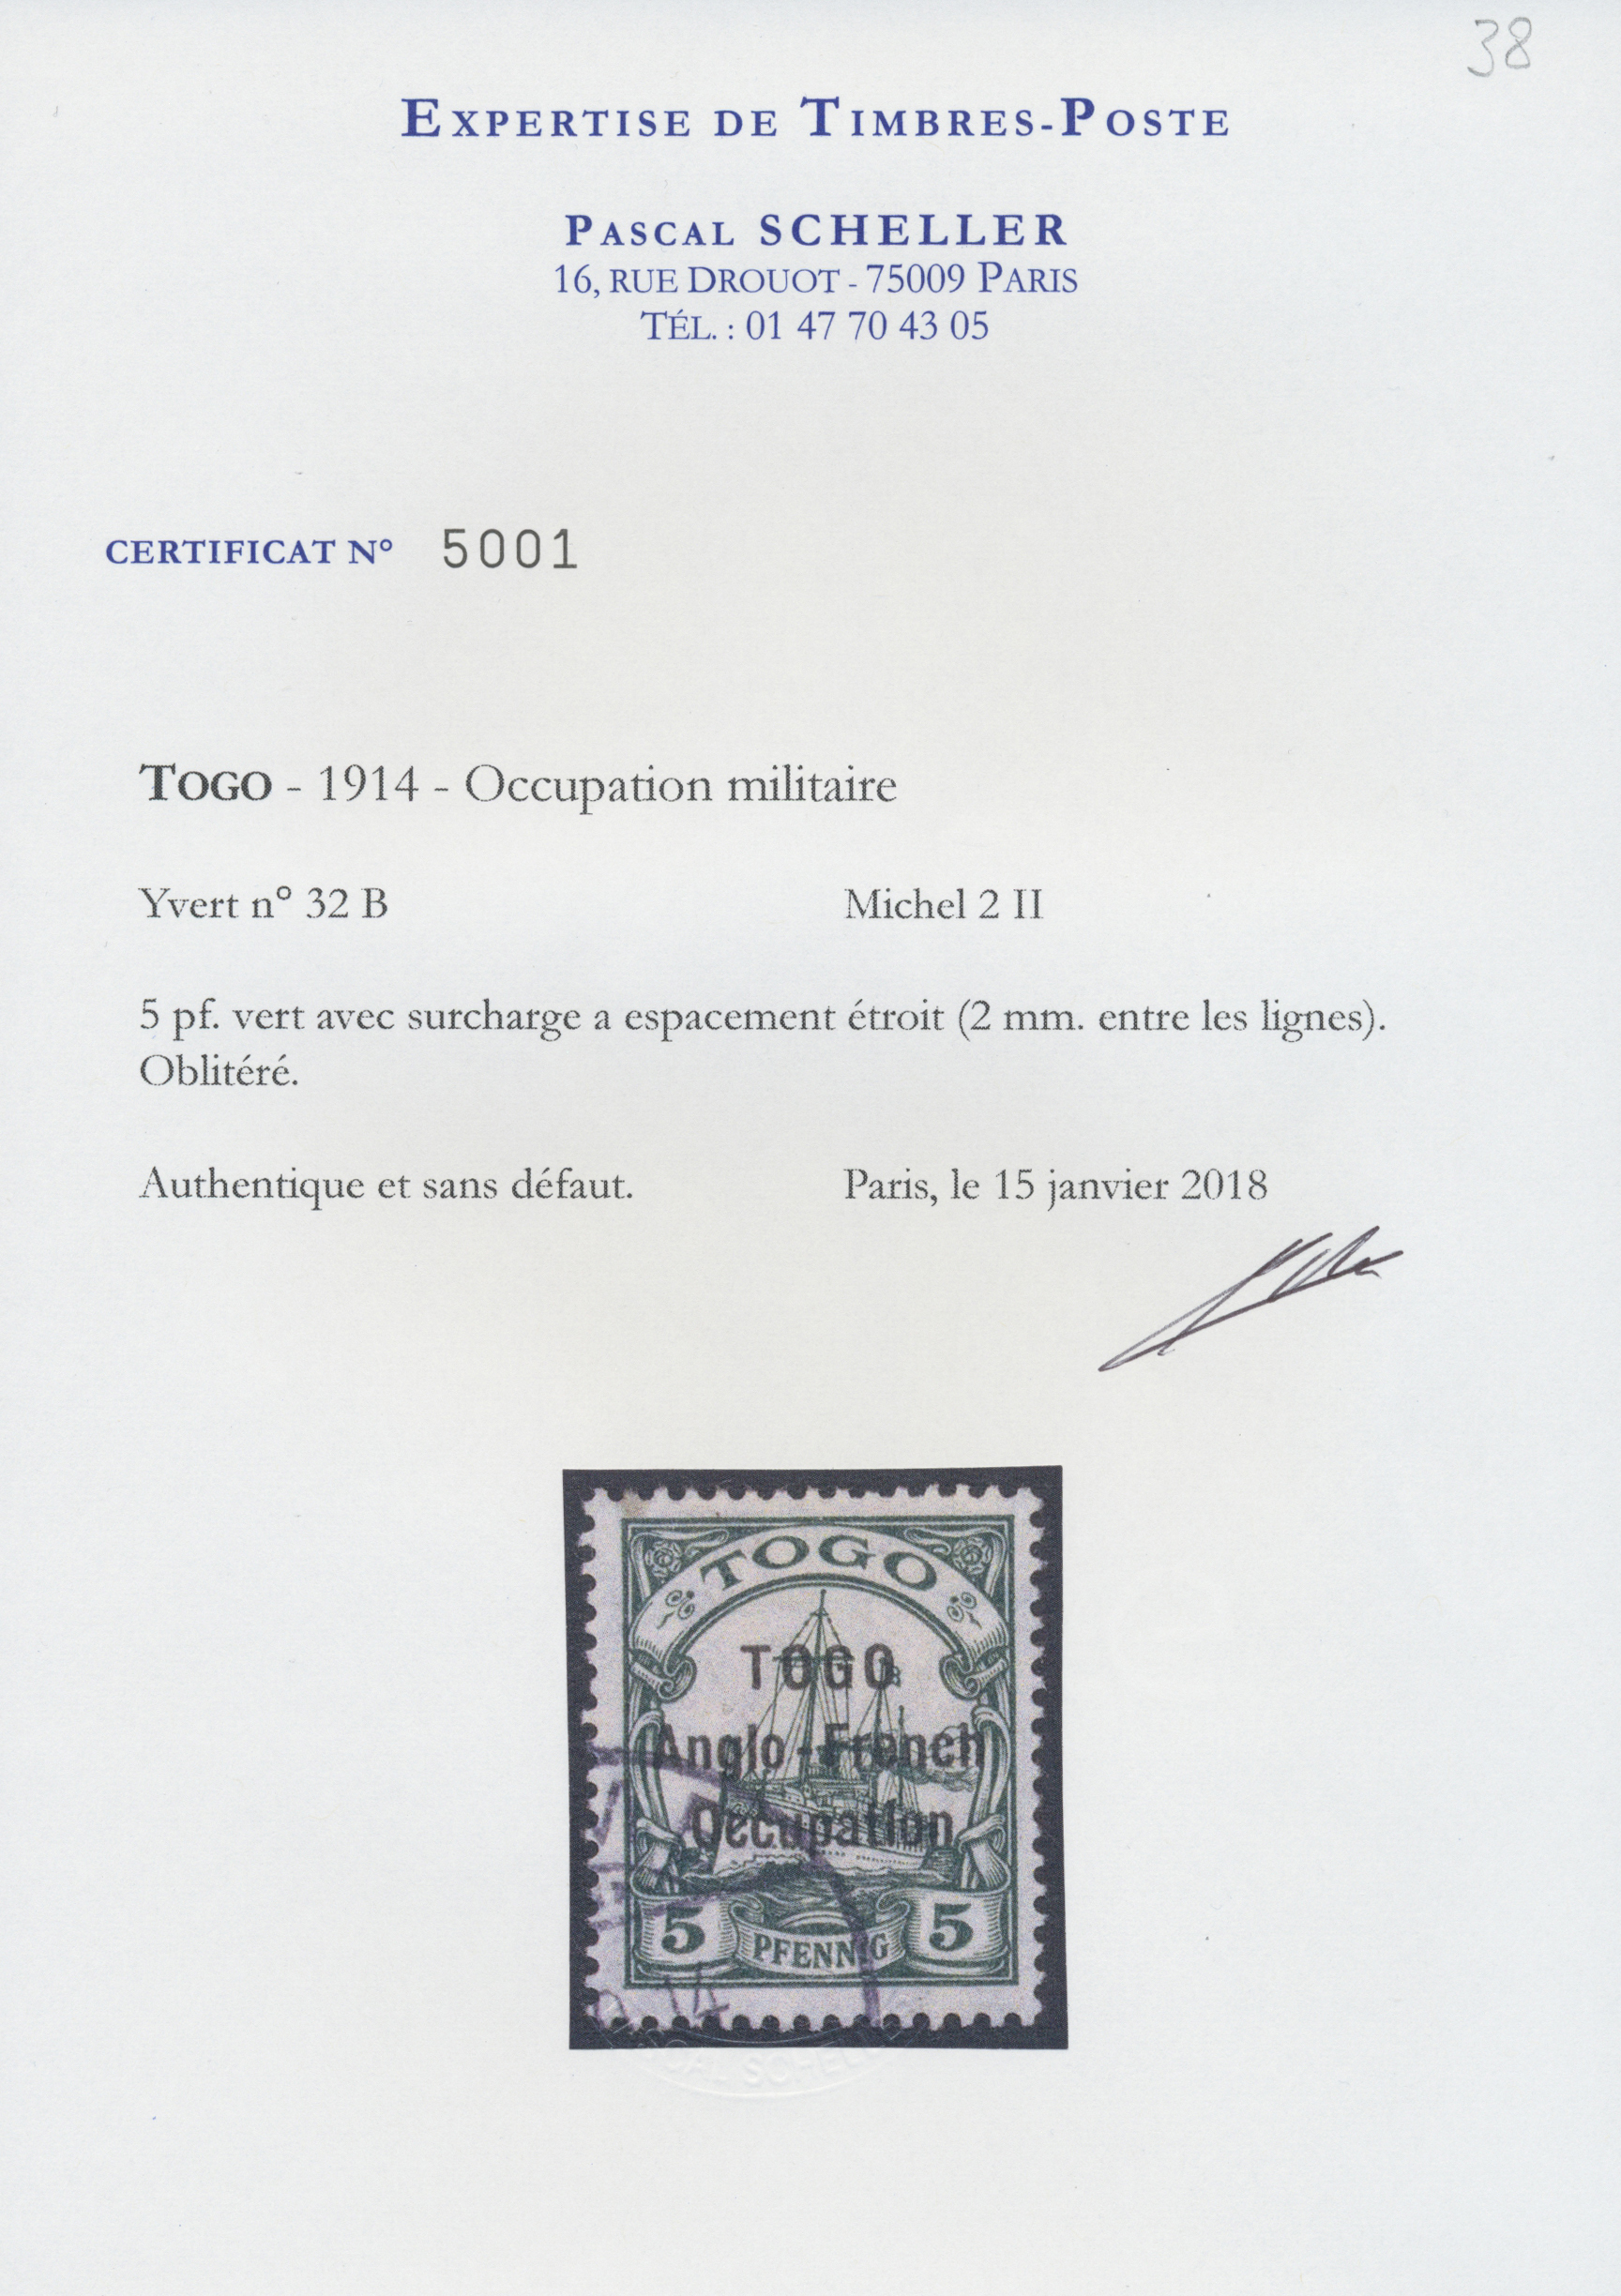 38
EXPERTISE DE TIMBRES-POSTE
PASCAL SCHELLER
16, RUE DROUOT - 75009 PARIS
TÉL. : 01 47 70 43 05
CERTIFICAT N° 5001
TOGO - 1914 - Occupation militaire
Yvert n° 32 B Michel 2 II
5 pf. vert avec surcharge a espacement étroit (2 mm. entre les lignes).
Oblitéré.
Authentique et sans défaut. Paris, le 15 janvier 2018
TOGO
TOGO
Anglo-French
Occupation
5 PFENNIG 5